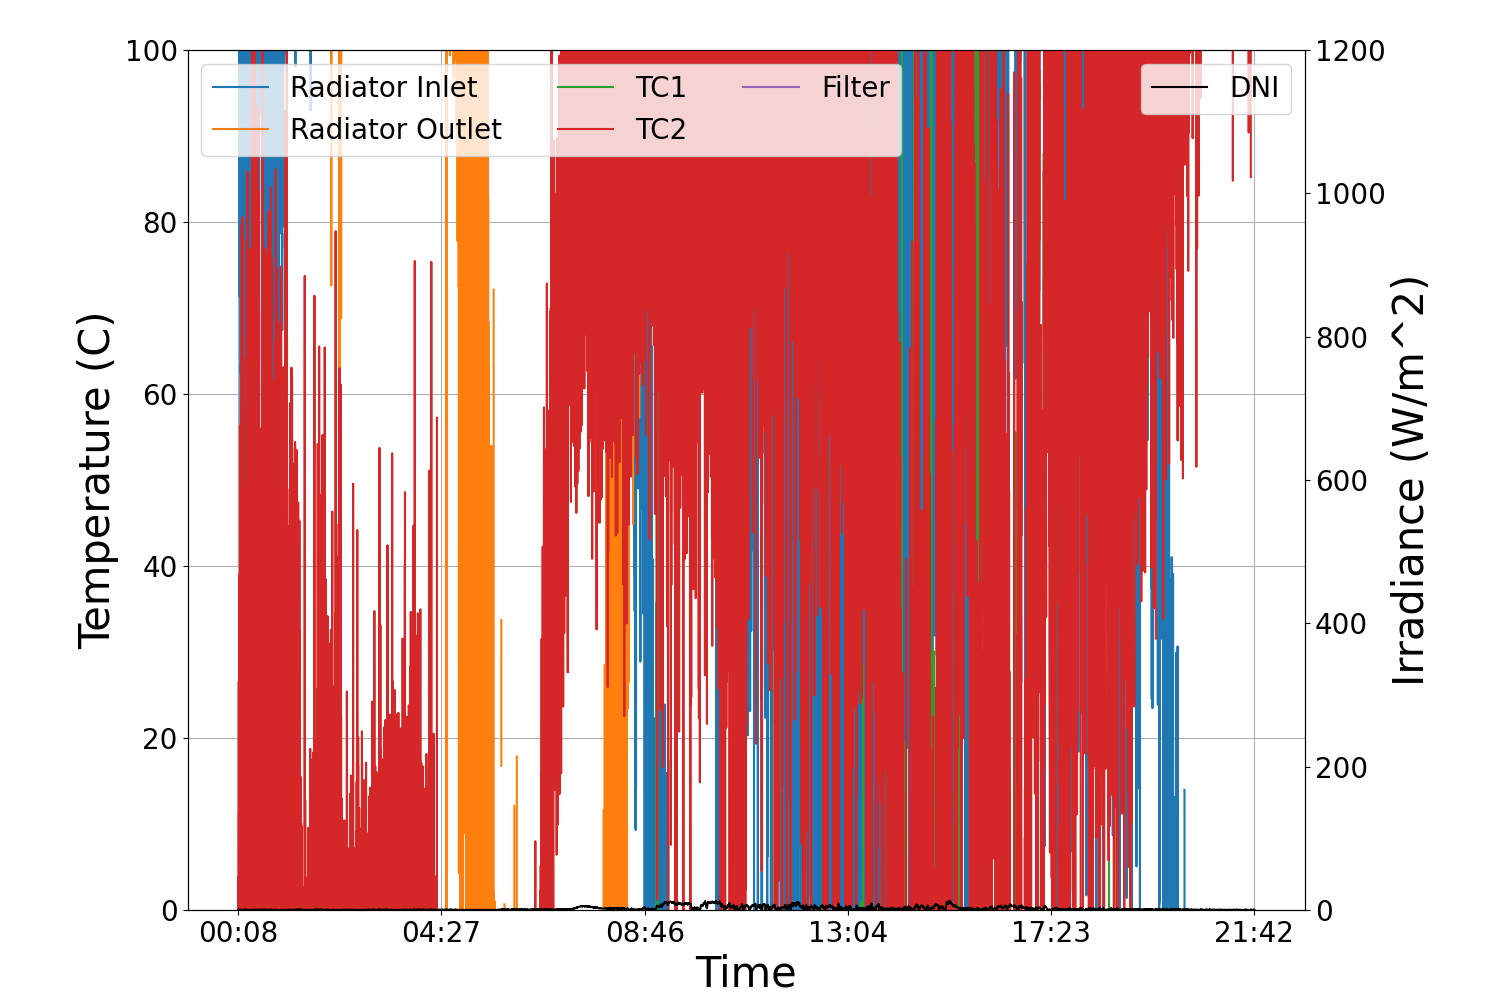 100
80
60
40
20
0
Temperature (C)
Radiator Inlet
Radiator Outlet
TC1
TC2
Filter
DNI
1200
1000
800
600
400
200
0
Irradiance (W/m^2)
00:08
04:27
08:46
13:04
17:23
21:42
Time